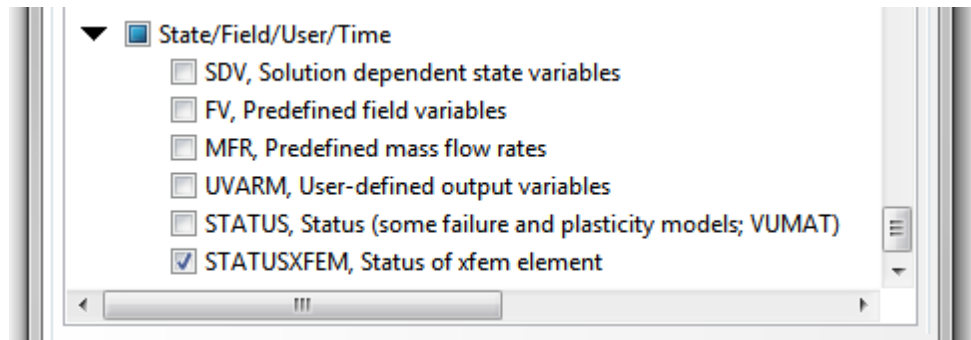 State/Field/User/Time
SDV, Solution dependent state variables
FV, Predefined field variables
MFR, Predefined mass flow rates
UVARM, User-defined output variables
STATUS, Status (some failure and plasticity models; VUMAT)
STATUSXFEM, Status of xfem element